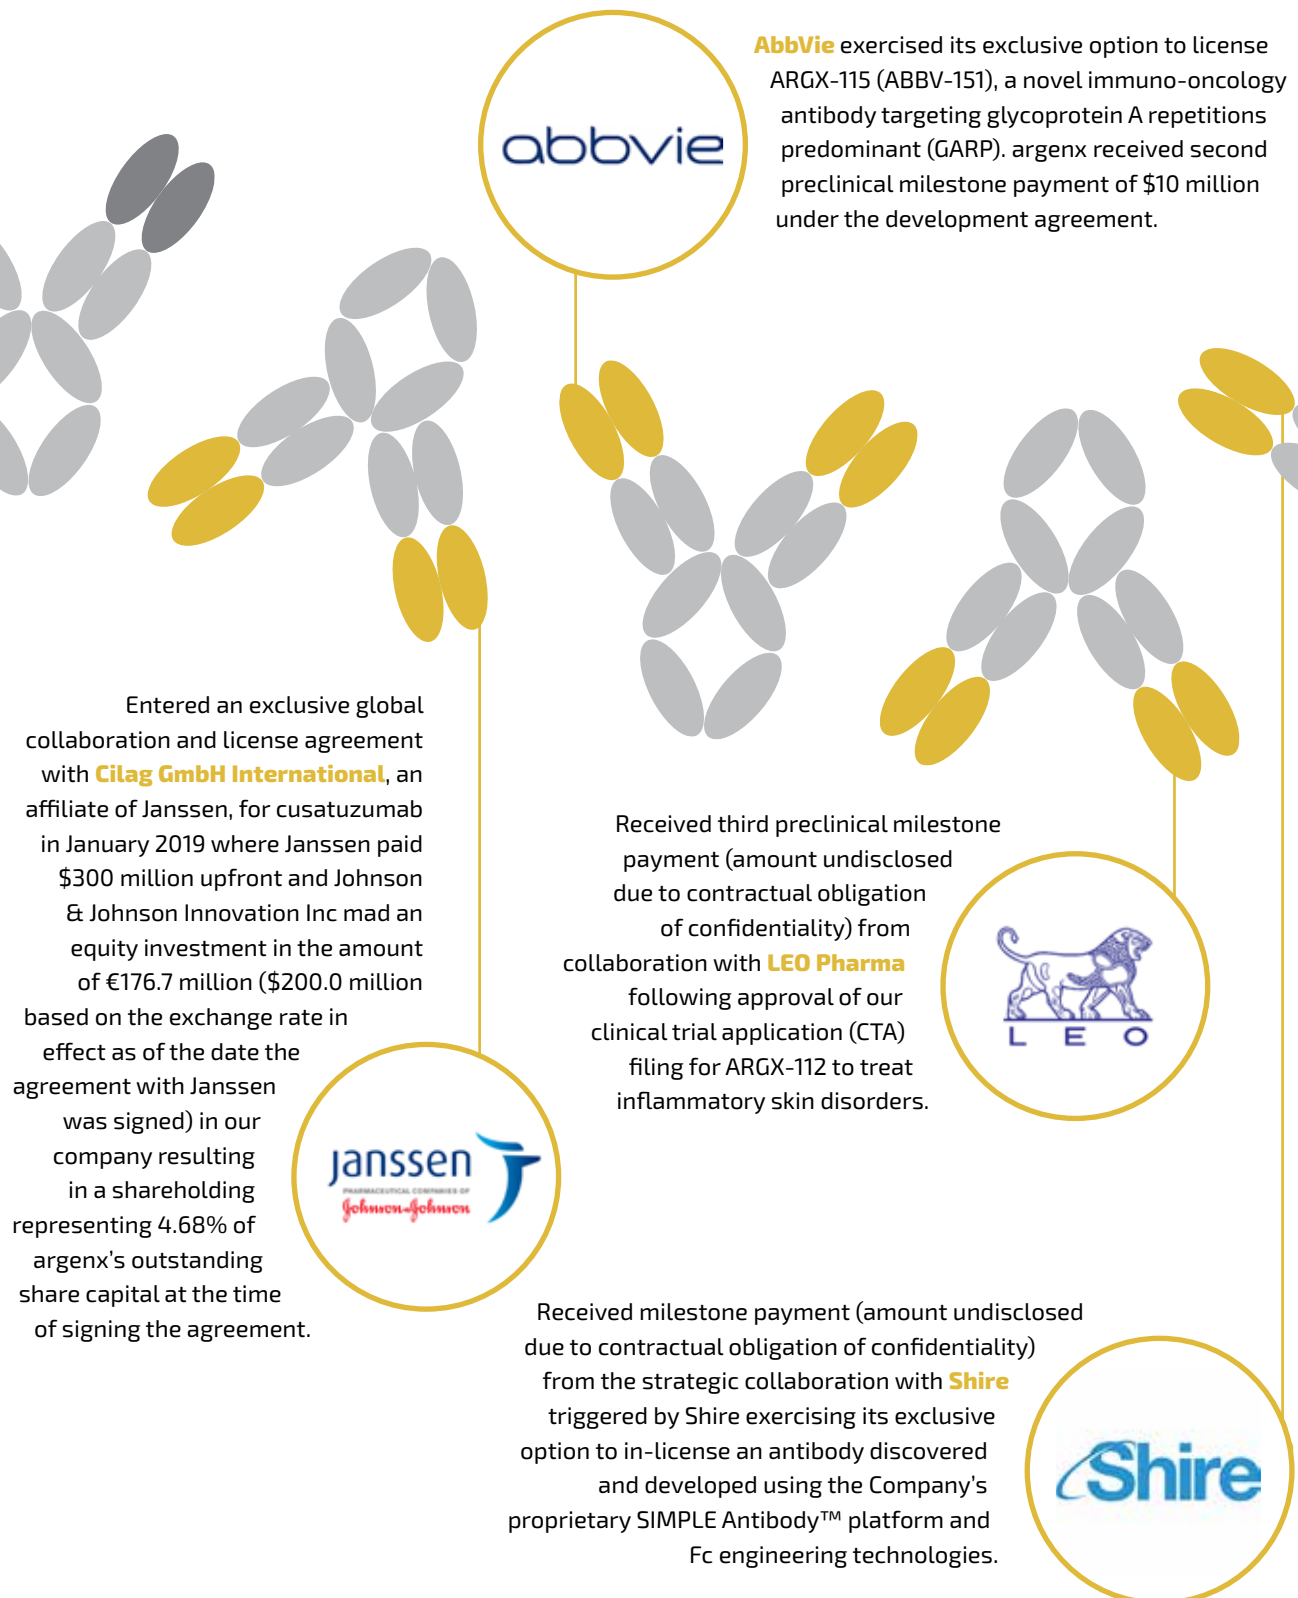 abbvie
AbbVie exercised its exclusive option to license
ARGX-115 (ABBV-151), a novel immuno-oncology
antibody targeting glycoprotein A repetitions
predominant (GARP). argenx received second
preclinical milestone payment of $10 million
under the development agreement.
Entered an exclusive global
collaboration and license agreement
with Cilag GmbH International, an
affiliate of Janssen, for cusatuzumab
in January 2019 where Janssen paid
$300 million upfront and Johnson
& Johnson Innovation Inc mad an
equity investment in the amount
of €176.7 million ($200.0 million
based on the exchange rate in
effect as of the date the
agreement with Janssen
was signed) in our
company resulting
in a shareholding
representing 4.68% of
argenx's outstanding
share capital at the time
of signing the agreement.
janssen
PHARMACEUTICAL COMPANIES OF
Johnson & Johnson
Received third preclinical milestone
payment (amount undisclosed
due to contractual obligation
of confidentiality) from
collaboration with LEO Pharma
following approval of our
clinical trial application (CTA)
filing for ARGX-112 to treat
inflammatory skin disorders.
LEO
Received milestone payment (amount undisclosed
due to contractual obligation of confidentiality)
from the strategic collaboration with Shire
triggered by Shire exercising its exclusive
option to in-license an antibody discovered
and developed using the Company's
proprietary SIMPLE Antibody™ platform and
Fc engineering technologies.
Shire